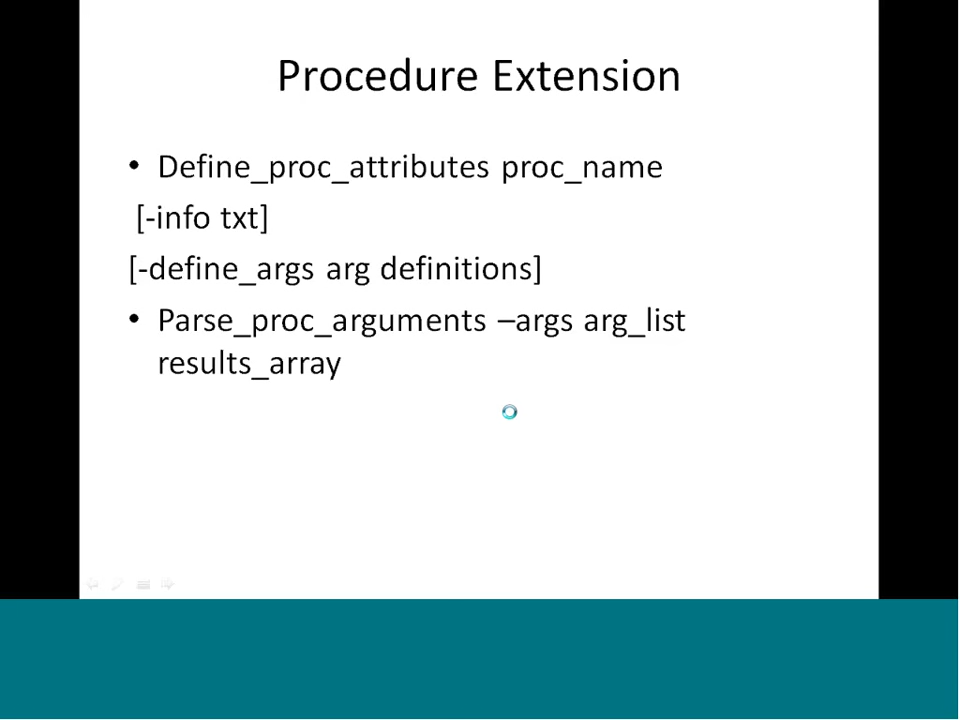 Procedure Extension
• Define_proc_attributes proc_name
[-info txt]
[-define_args arg definitions]
• Parse_proc_arguments –args arg_list
results_array